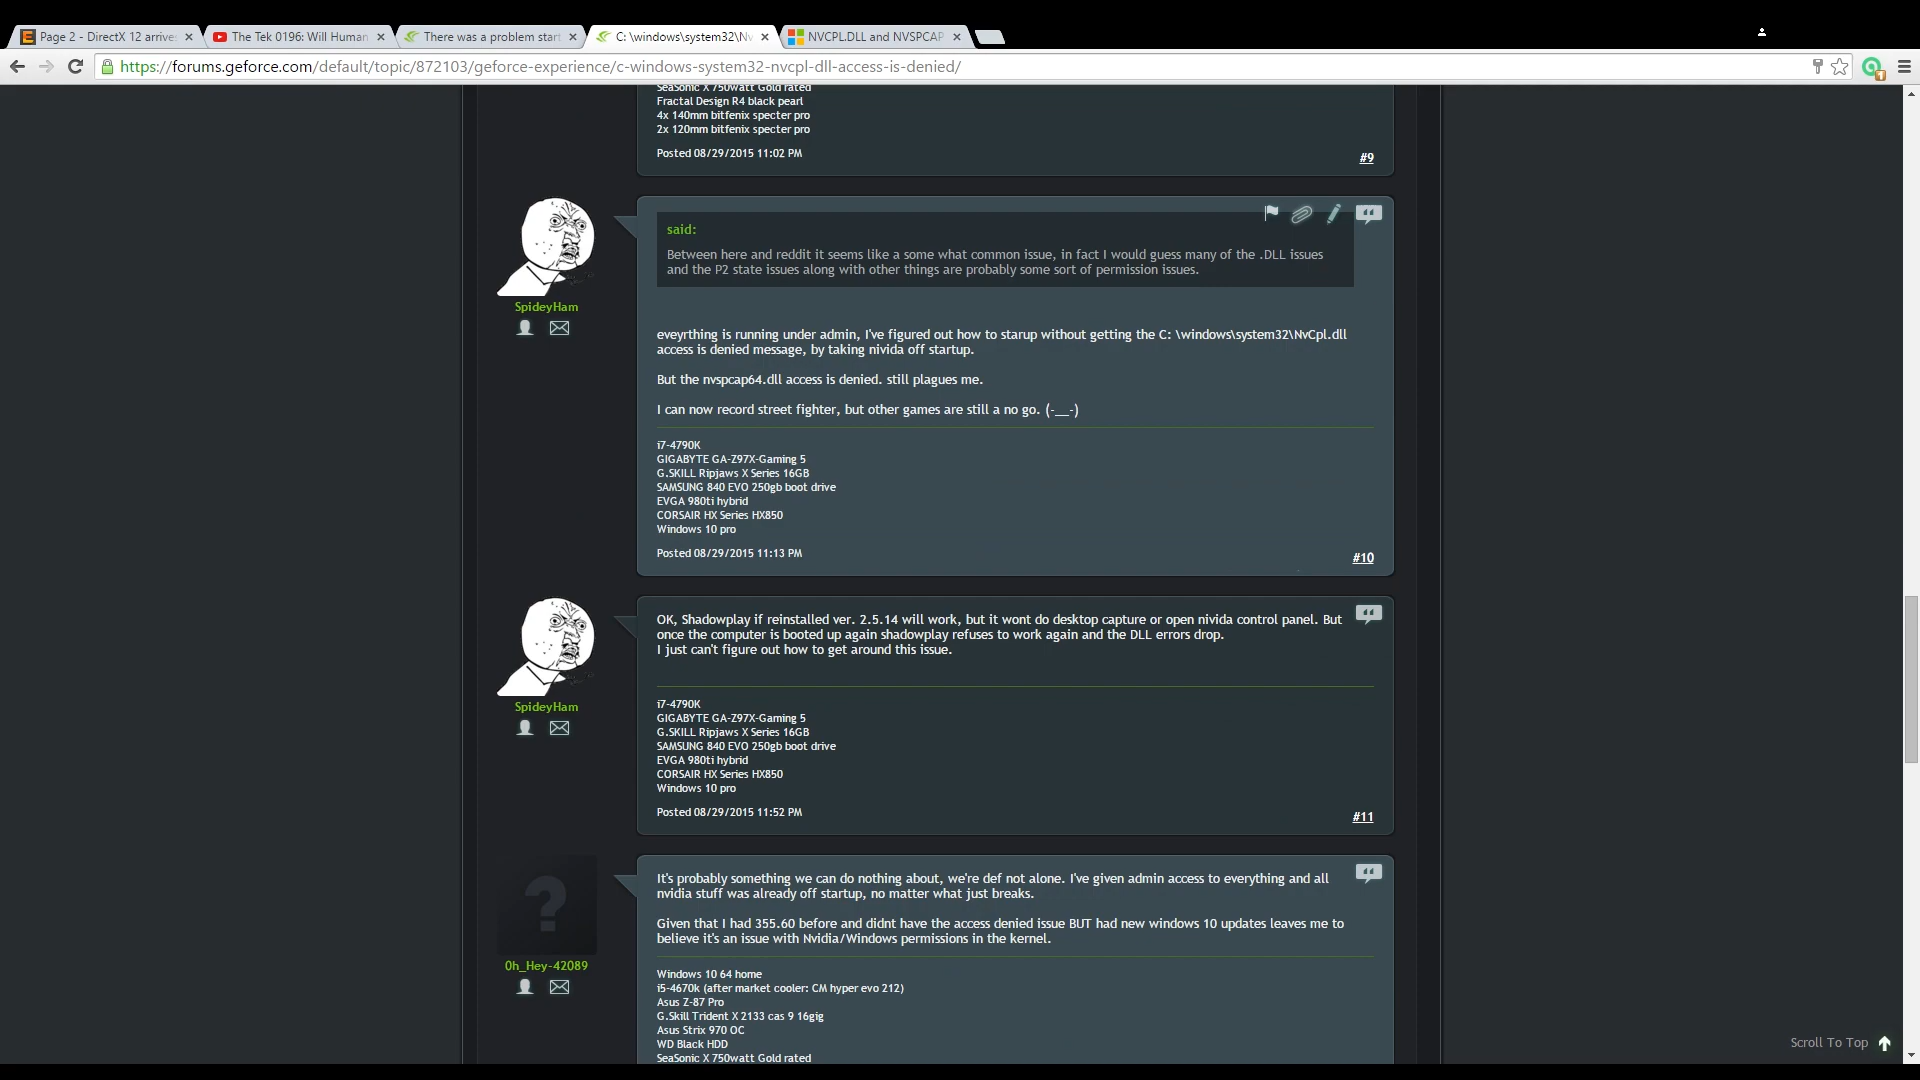 Page 2 - DirectX 12 arrive
The Tek 0196: Will Human
There was a problem start
C: \windows\system32\Nv
NVCPL.DLL and NVSPCAP
https://forums.geforce.com/default/topic/872103/geforce-experience/c-windows-system32-nvcpl-dll-access-is-denied/
SeaSonic X 750watt Gold rated
Fractal Design R4 black pearl
4x 140mm bitfenix specter pro
2x 120mm bitfenix specter pro
Posted 08/29/2015 11:02 PM
#9
said:
Between here and reddit it seems like a some what common issue, in fact I would guess many of the .DLL issues
and the P2 state issues along with other things are probably some sort of permission issues.
SpideyHam
eveyrthing is running under admin, I've figured out how to starup without getting the C: \windows\system32\NvCpl.dll
access is denied message, by taking nivida off startup.
But the nvspcap64.dll access is denied. still plagues me.
I can now record street fighter, but other games are still a no go. (-__-)
i7-4790K
GIGABYTE GA-Z97X-Gaming 5
G.SKILL Ripjaws X Series 16GB
SAMSUNG 840 EVO 250gb boot drive
EVGA 980ti hybrid
CORSAIR HX Series HX850
Windows 10 pro
Posted 08/29/2015 11:13 PM
#10
OK, Shadowplay if reinstalled ver. 2.5.14 will work, but it wont do desktop capture or open nivida control panel. But
once the computer is booted up again shadowplay refuses to work again and the DLL errors drop.
I just can't figure out how to get around this issue.
SpideyHam
i7-4790K
GIGABYTE GA-Z97X-Gaming 5
G.SKILL Ripjaws X Series 16GB
SAMSUNG 840 EVO 250gb boot drive
EVGA 980ti hybrid
CORSAIR HX Series HX850
Windows 10 pro
Posted 08/29/2015 11:52 PM
#11
It's probably something we can do nothing about, we're def not alone. I've given admin access to everything and all
nvidia stuff was already off startup, no matter what just breaks.
Given that I had 355.60 before and didnt have the access denied issue BUT had new windows 10 updates leaves me to
believe it's an issue with Nvidia/Windows permissions in the kernel.
0h_Hey-42089
Windows 10 64 home
i5-4670k (after market cooler: CM hyper evo 212)
Asus Z-87 Pro
G.Skill Trident X 2133 cas 9 16gig
Asus Strix 970 OC
WD Black HDD
SeaSonic X 750watt Gold rated
Scroll To Top